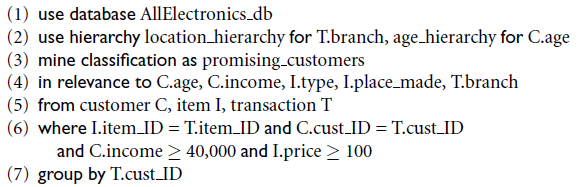 (1) use database AllElectronics_db
(2) use hierarchy location_hierarchy for T.branch, age_hierarchy for C.age
(3) mine classification as promising_customers
(4) in relevance to C.age, C.income, I.type, I.place_made, T.branch
(5) from customer C, item I, transaction T
(6) where I.item_ID = T.item_ID and C.cust_ID = T.cust_ID
and C.income ≥ 40,000 and I.price ≥ 100
(7) group by T.cust_ID